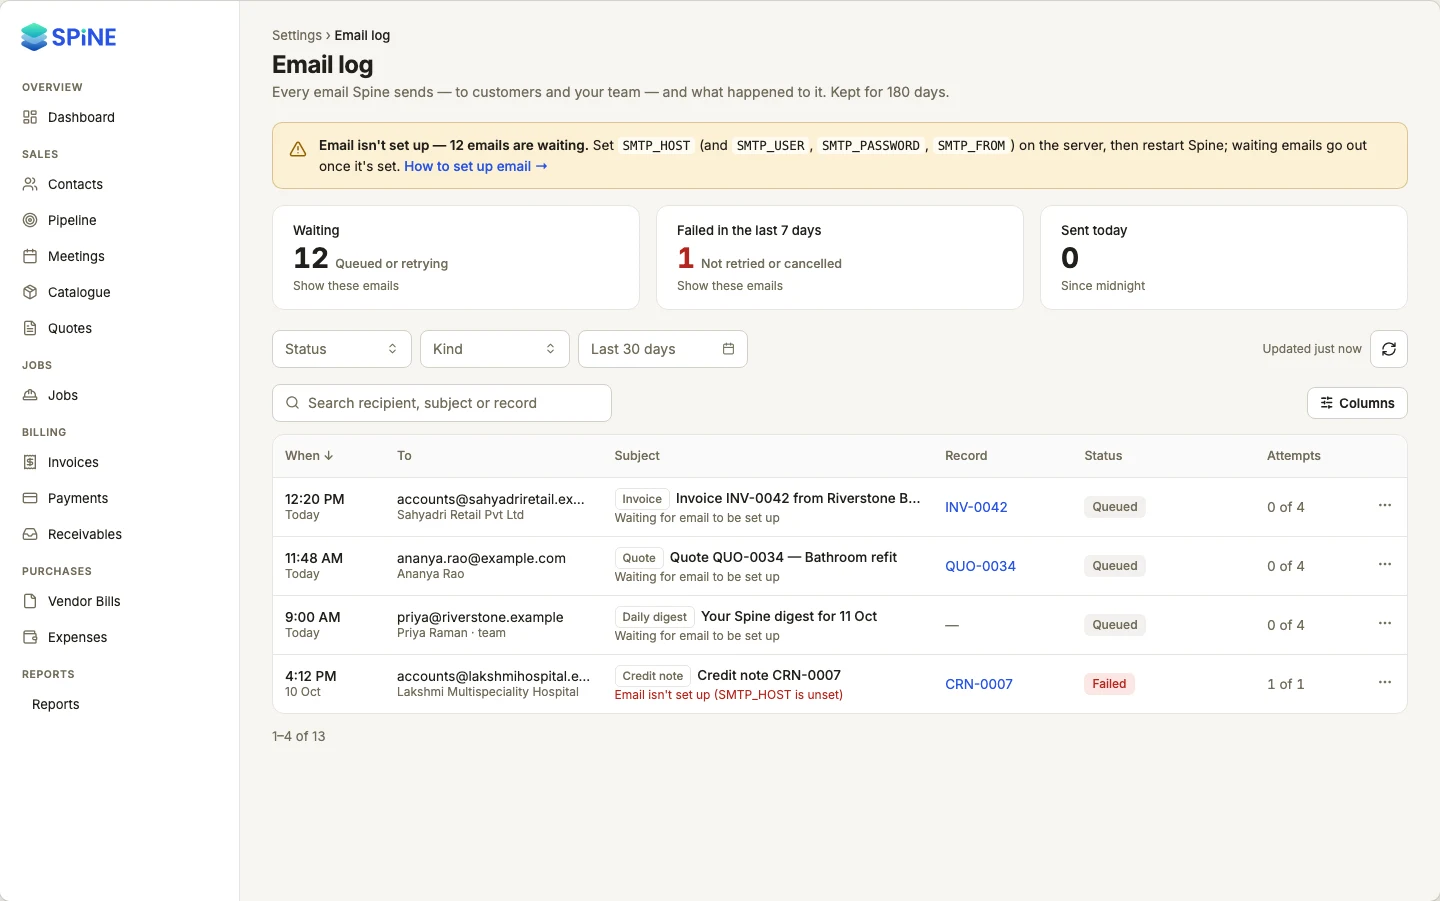 SPiNE
OVERVIEW
Dashboard
SALES
Contacts
Pipeline
Meetings
Catalogue
Quotes
JOBS
Jobs
BILLING
Invoices
Payments
Receivables
PURCHASES
Vendor Bills
Expenses
REPORTS
Reports
Settings › Email log
Email log
Every email Spine sends — to customers and your team — and what happened to it. Kept for 180 days.
Email isn't set up — 12 emails are waiting. Set SMTP_HOST (and SMTP_USER, SMTP_PASSWORD, SMTP_FROM) on the server, then restart Spine; waiting emails go out
once it's set. How to set up email →
Waiting
12 Queued or retrying
Show these emails
Failed in the last 7 days
1 Not retried or cancelled
Show these emails
Sent today
0
Since midnight
Status Kind Last 30 days Updated just now
Search recipient, subject or record Columns
When ↓ To Subject Record Status Attempts
12:20 PM accounts@sahyadriretail.ex... Invoice Invoice INV-0042 from Riverstone B... INV-0042 Queued 0 of 4 ...
Today Sahyadri Retail Pvt Ltd Waiting for email to be set up
11:48 AM ananya.rao@example.com Quote Quote QUO-0034 — Bathroom refit QUO-0034 Queued 0 of 4 ...
Today Ananya Rao Waiting for email to be set up
9:00 AM priya@riverstone.example Daily digest Your Spine digest for 11 Oct — Queued 0 of 4 ...
Today Priya Raman · team Waiting for email to be set up
4:12 PM accounts@lakshmihospital.e... Credit note Credit note CRN-0007 CRN-0007 Failed 1 of 1 ...
10 Oct Lakshmi Multispeciality Hospital Email isn't set up (SMTP_HOST is unset)
1–4 of 13